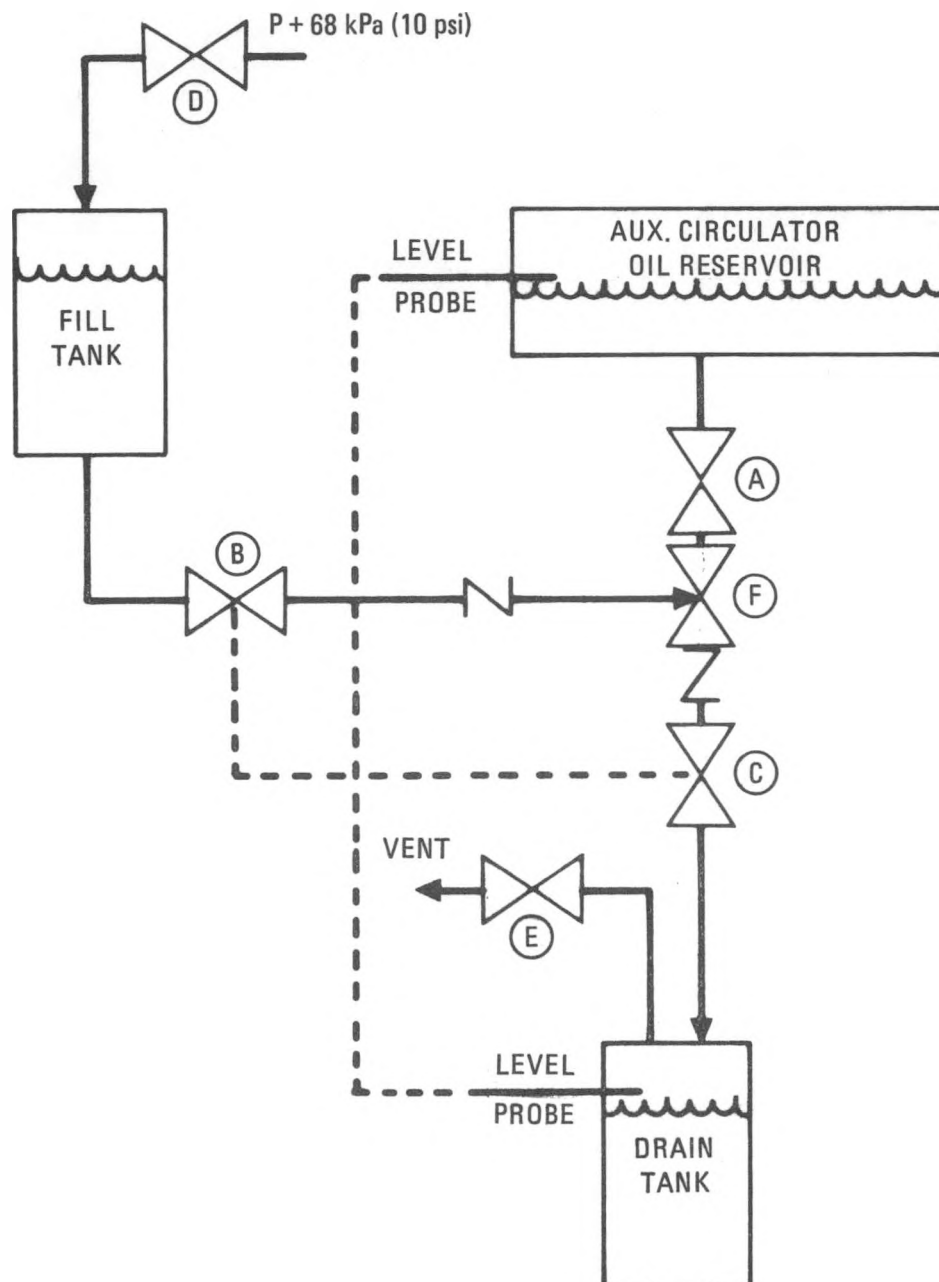 P + 68 kPa (10 psi)
D
AUX. CIRCULATOR
OIL RESERVOIR
LEVEL
PROBE
FILL
TANK
A
B
F
C
VENT
E
LEVEL
PROBE
DRAIN
TANK